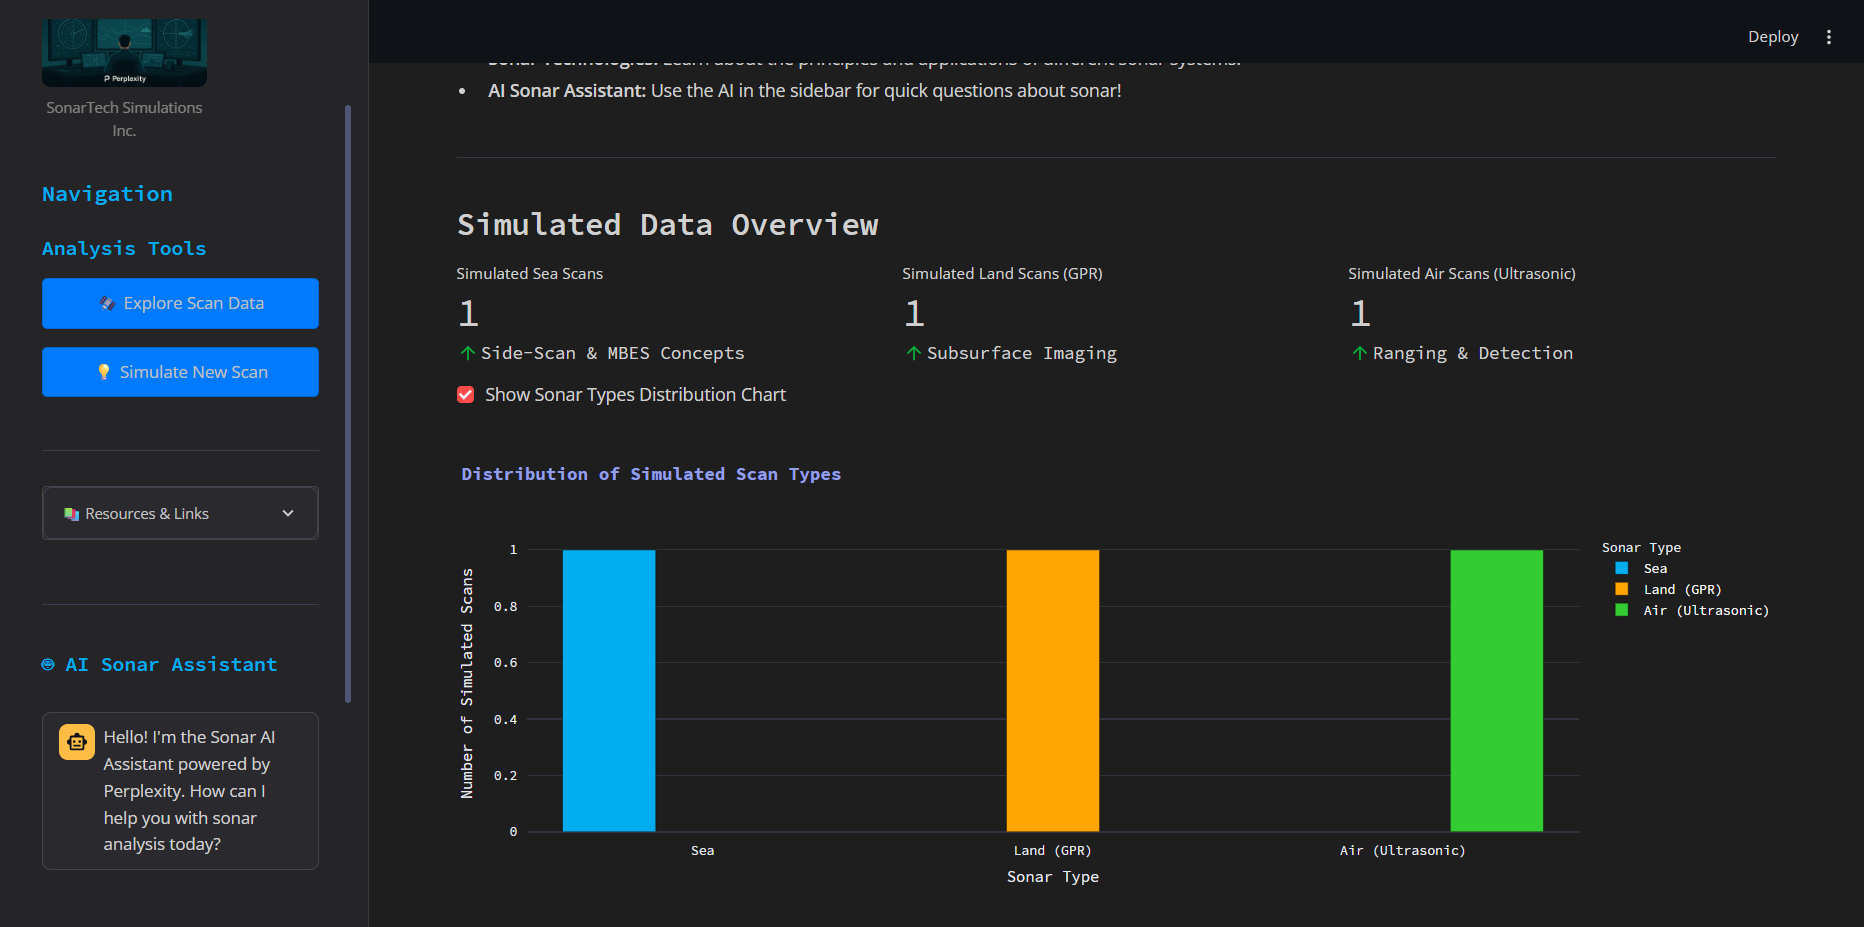 Perplexity
SonarTech Simulations
Inc.
Navigation
Analysis Tools
Explore Scan Data
Simulate New Scan
Resources & Links
AI Sonar Assistant
Hello! I'm the Sonar AI
Assistant powered by
Perplexity. How can I
help you with sonar
analysis today?
Deploy
Sonar Technologies: Learn about the principles and applications of different sonar systems.
• AI Sonar Assistant: Use the AI in the sidebar for quick questions about sonar!
Simulated Data Overview
Simulated Sea Scans
1
Side-Scan & MBES Concepts
Simulated Land Scans (GPR)
1
Subsurface Imaging
Simulated Air Scans (Ultrasonic)
1
Ranging & Detection
Show Sonar Types Distribution Chart
Distribution of Simulated Scan Types
Number of Simulated Scans
1
0.8
0.6
0.4
0.2
0
Sea
Land (GPR)
Air (Ultrasonic)
Sonar Type
Sonar Type
Sea
Land (GPR)
Air (Ultrasonic)